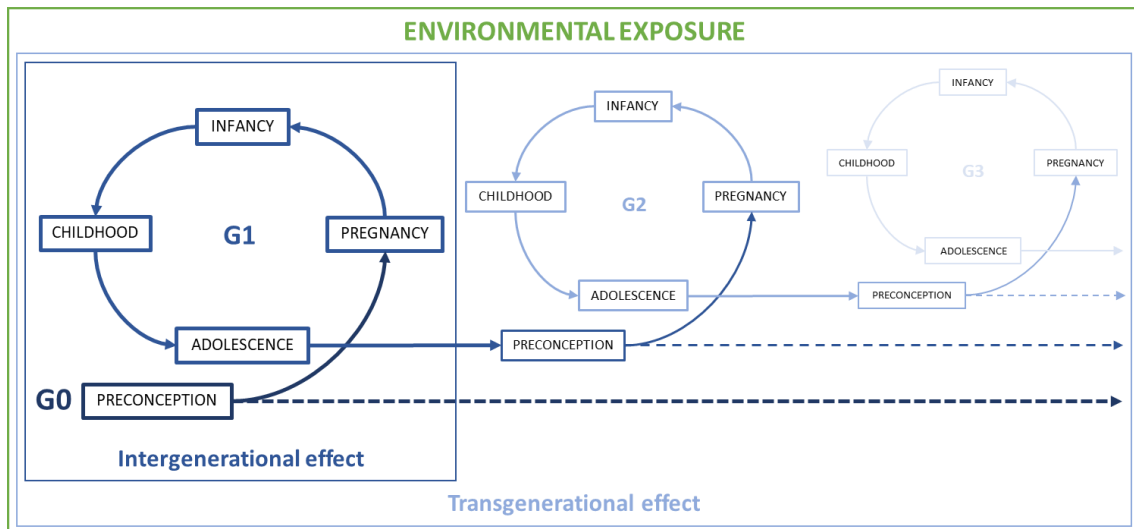 ENVIRONMENTAL EXPOSURE
INFANCY
CHILDHOOD
G1
PREGNANCY
ADOLESCENCE
G0
PRECONCEPTION
Intergenerational effect
INFANCY
CHILDHOOD
G2
PREGNANCY
ADOLESCENCE
PRECONCEPTION
INFANCY
CHILDHOOD
G3
PREGNANCY
ADOLESCENCE
PRECONCEPTION
Transgenerational effect